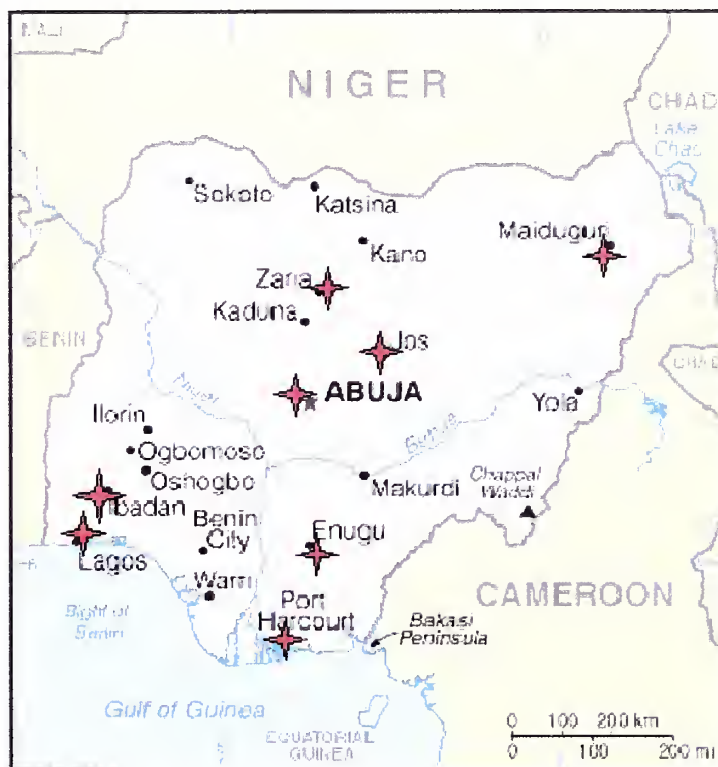 MALI
NIGER
CHAD
Lake
Chad
Sokoto
Katsina
Kano
Maiduguri
Zaria
Kaduna
Jos
BENIN
ABUJA
Niger
Yola
Ilorin
Benue
Ogbomoso
Oshogbo
Makurdi
Chappal
Waddi
Ibadan
Benin
City
Enugu
Lagos
Warri
CAMEROON
Port
Harcourt
Bight of
Benin
Bakasi
Peninsula
Gulf of Guinea
EQUATORIAL
GUINEA
0 100 200 km
0 100 200 mi